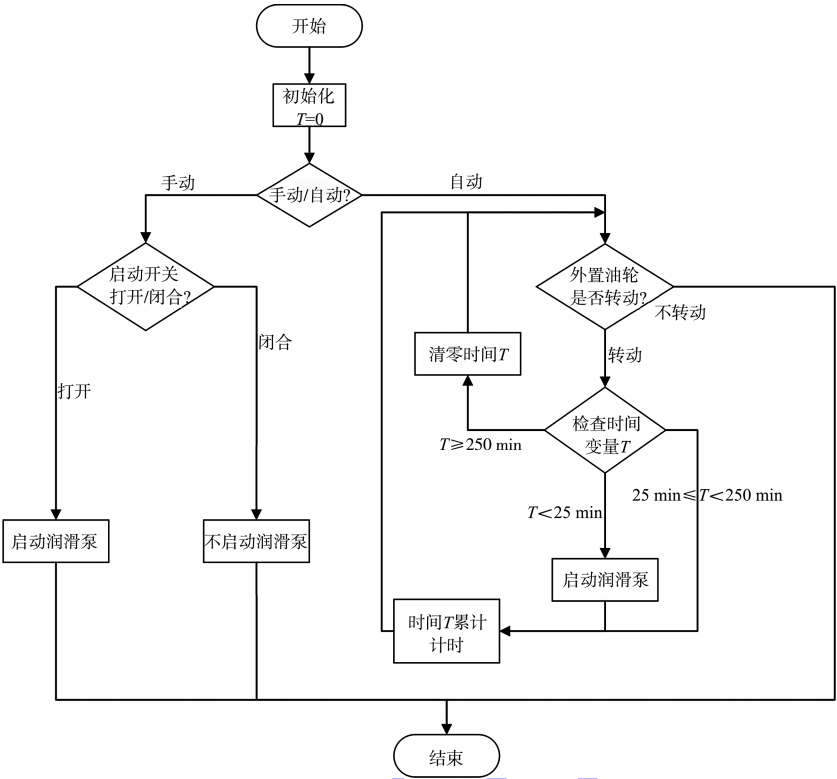 开始
初始化
T=0
手动
手动/自动?
自动
启动开关
打开/闭合?
外置油轮
是否转动?
不转动
闭合
清零时间T
转动
打开
检查时间
变量T
T≥250 min
25 min≤T<250 min
T<25 min
启动润滑泵
不启动润滑泵
启动润滑泵
时间T累计
计时
结束